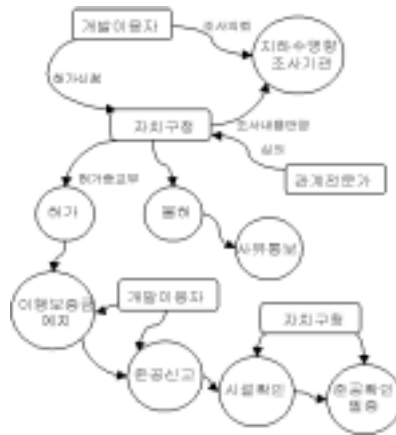 개발이용자
조사의뢰
지하수영향
조사기관
허가신청
자치구청
조사내용반영
심의
관계전문가
허가증교부
허가
불허
사유통보
이행보증금
예치
개발이용자
자치구청
준공신고
시설확인
준공확인
필증